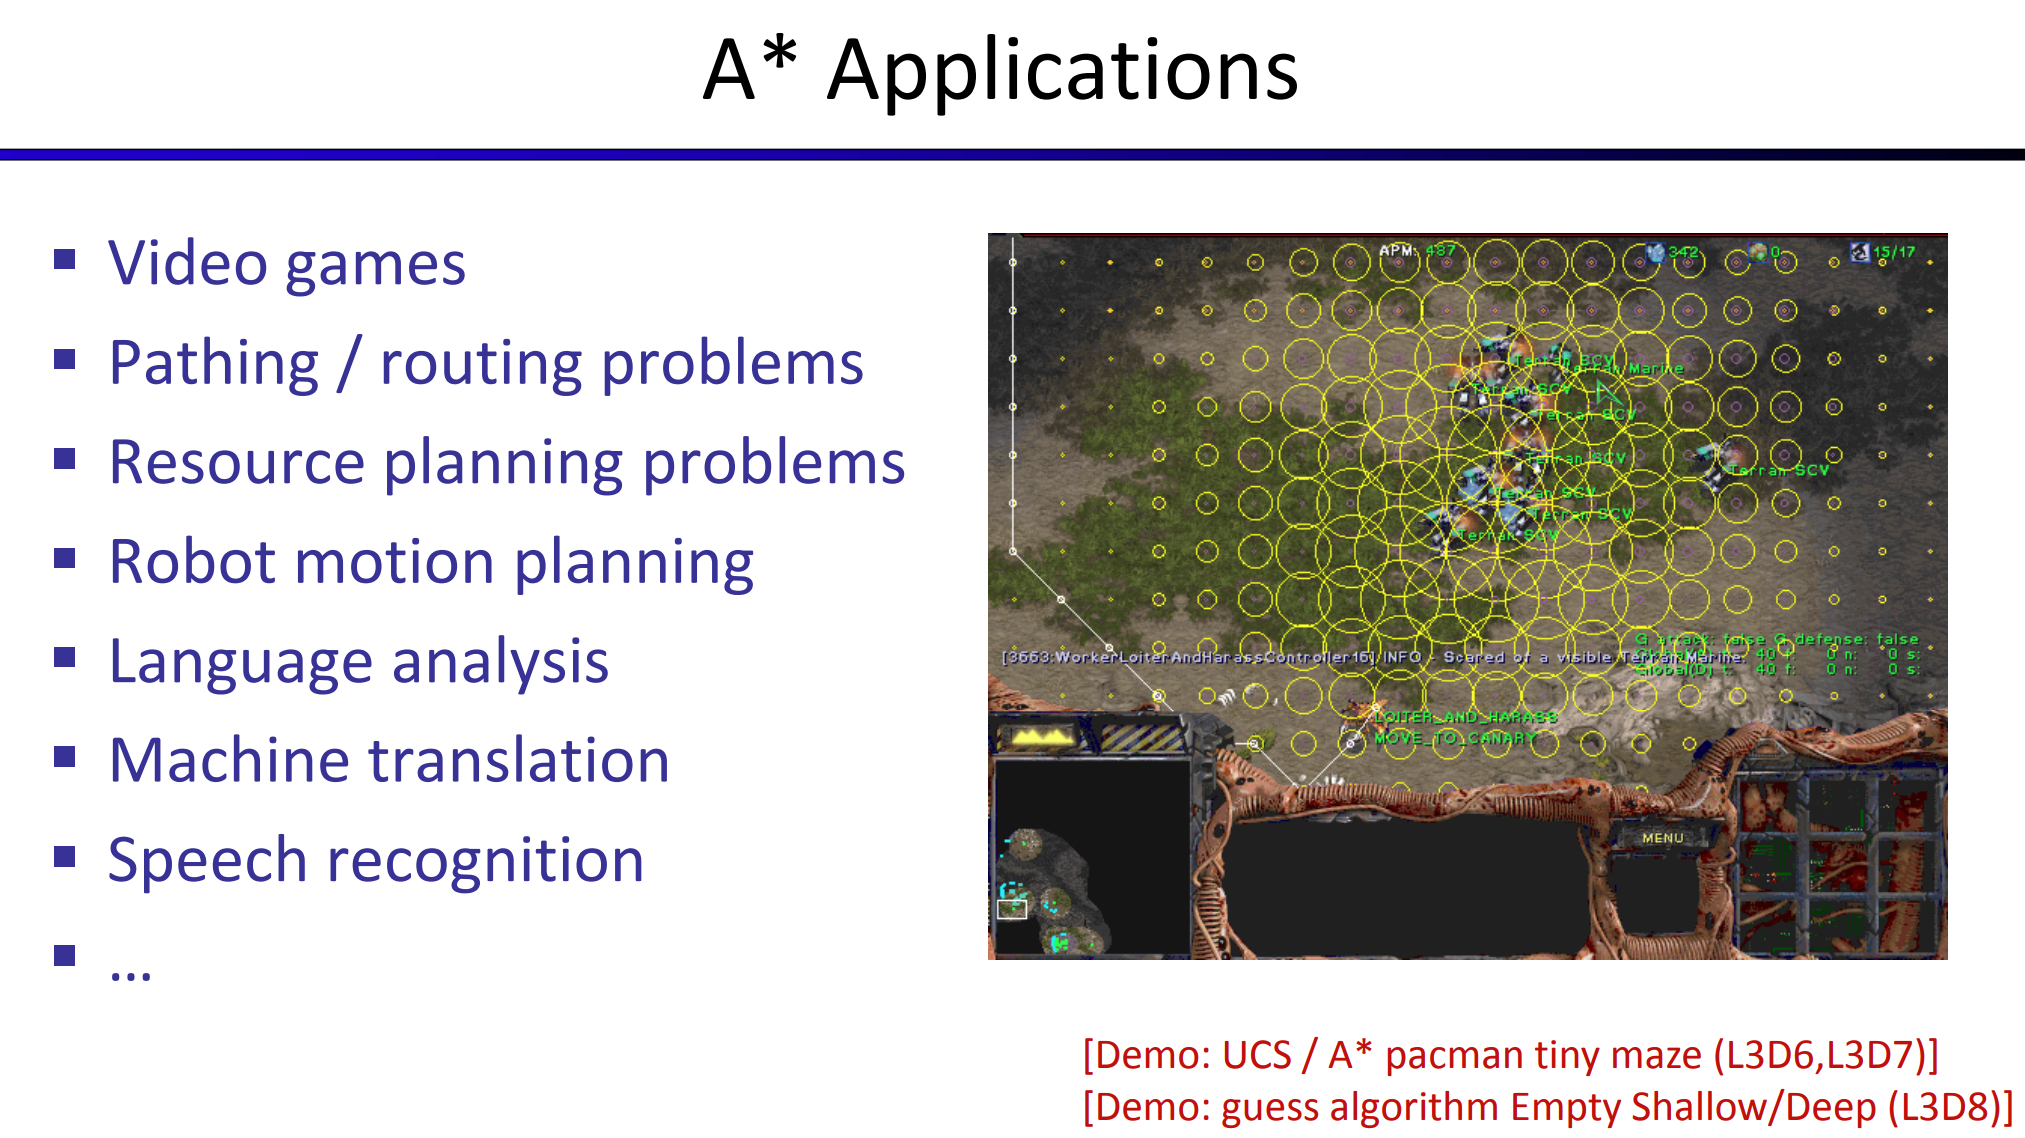 A* Applications
Video games
Pathing / routing problems
Resource planning problems
Robot motion planning
Language analysis
Machine translation
Speech recognition
...
APM: 487
342
0
15/17
Terran SCV
Terran Marine
Terran SCV
Terran SCV
Terran SCV
Terran SCV
Terran SCV
Terran SCV
Terran SCV
G attack: false G defense: false
[3663:WorkerLoiterAndHarassController16] INFO - Scared of a visible Terran Marine.
40 f: 0 n: 0 s:
Global(D) t: 40 f: 0 n: 0 s:
LOITER_AND_HARASS
MOVE_TO_CANARY
MENU
[Demo: UCS / A* pacman tiny maze (L3D6,L3D7)]
[Demo: guess algorithm Empty Shallow/Deep (L3D8)]